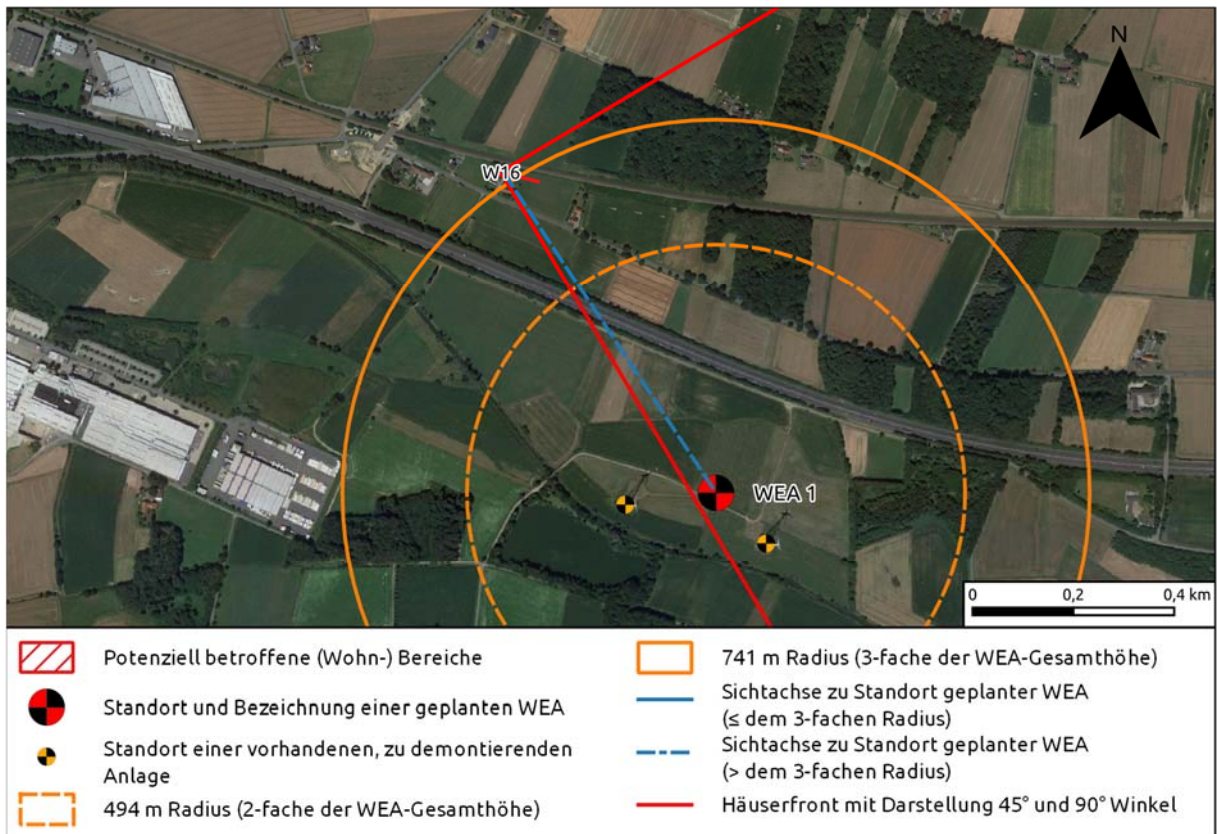 N
W16
WEA 1
0 0,2 0,4 km
Potenziell betroffene (Wohn-) Bereiche
Standort und Bezeichnung einer geplanten WEA
Standort einer vorhandenen, zu demontierenden
Anlage
494 m Radius (2-fache der WEA-Gesamthöhe)
741 m Radius (3-fache der WEA-Gesamthöhe)
Sichtachse zu Standort geplanter WEA
(≤ dem 3-fachen Radius)
Sichtachse zu Standort geplanter WEA
(> dem 3-fachen Radius)
Häuserfront mit Darstellung 45° und 90° Winkel